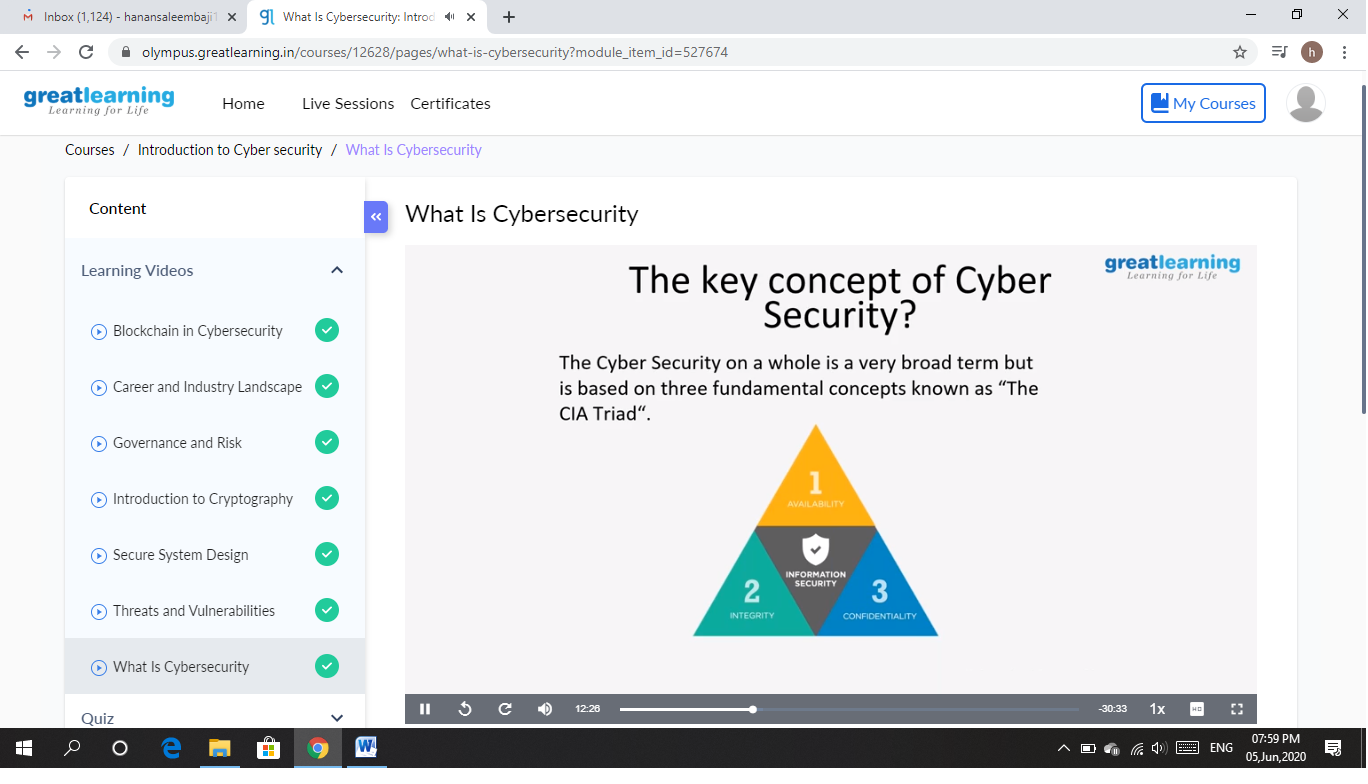 Inbox (1,124) - hanansaleembaji1
What Is Cybersecurity: Introd
olympus.greatlearning.in/courses/12628/pages/what-is-cybersecurity?module_item_id=527674
h
greatlearning
Learning for Life
Home
Live Sessions
Certificates
My Courses
Courses / Introduction to Cyber security / What Is Cybersecurity
Content
Learning Videos
Blockchain in Cybersecurity
Career and Industry Landscape
Governance and Risk
Introduction to Cryptography
Secure System Design
Threats and Vulnerabilities
What Is Cybersecurity
Quiz
What Is Cybersecurity
greatlearning
Learning for Life
The key concept of Cyber
Security?
The Cyber Security on a whole is a very broad term but
is based on three fundamental concepts known as “The
CIA Triad“.
1
AVAILABILITY
INFORMATION
SECURITY
2
INTEGRITY
3
CONFIDENTIALITY
12:26
-30:33
1x
HD
ENG
07:59 PM
05,Jun,2020